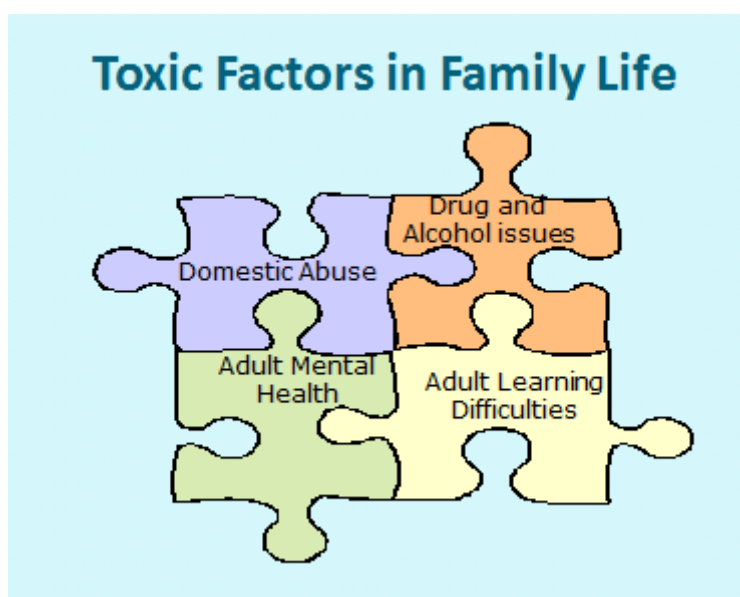 Toxic Factors in Family Life
Drug and
Alcohol issues
Domestic Abuse
Adult Mental
Health
Adult Learning
Difficulties